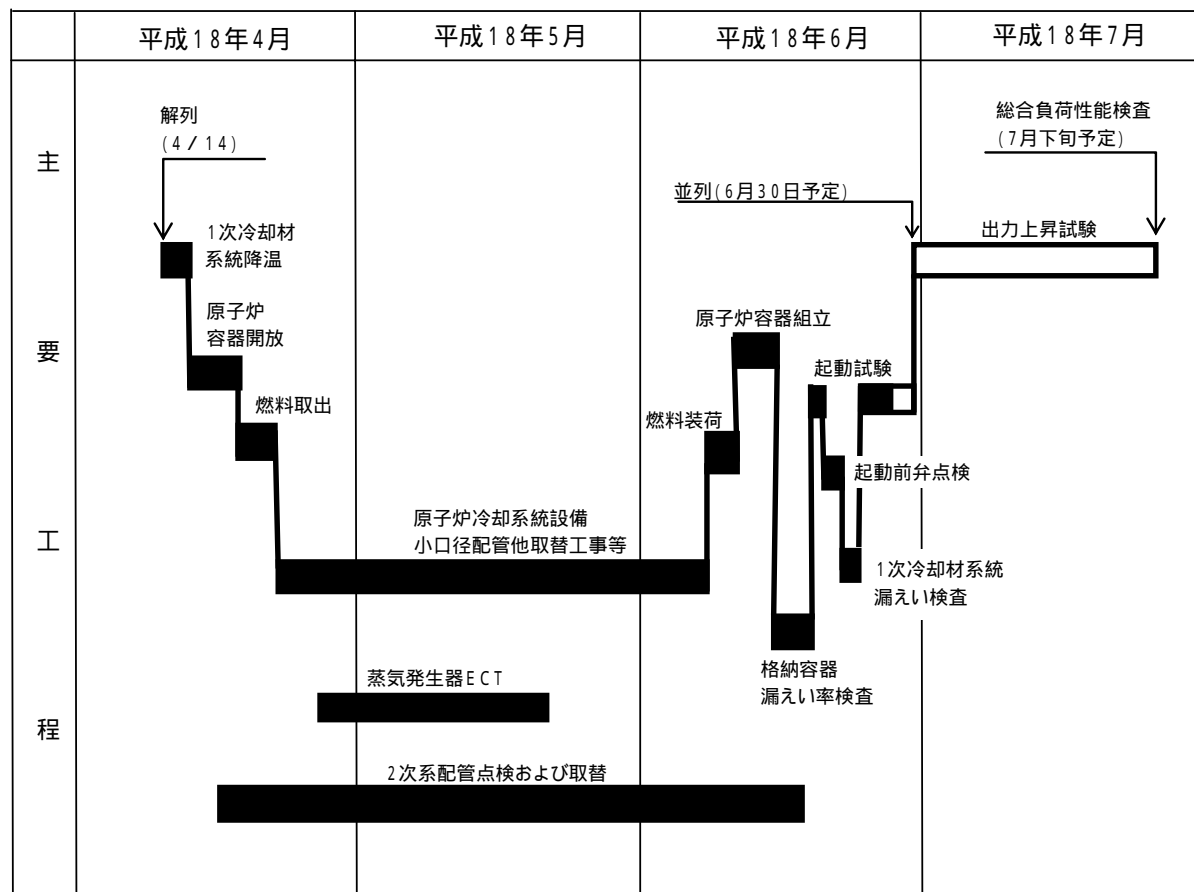 平成18年4月
平成18年5月
平成18年6月
平成18年7月
主
要
工
程
解列
(4/14)
総合負荷性能検査
(7月下旬予定)
並列(6月30日予定)
1次冷却材
系統降温
出力上昇試験
原子炉
容器開放
原子炉容器組立
起動試験
燃料取出
燃料装荷
起動前弁点検
原子炉冷却系統設備
小口径配管他取替工事等
1次冷却材系統
漏えい検査
格納容器
漏えい率検査
蒸気発生器ECT
2次系配管点検および取替